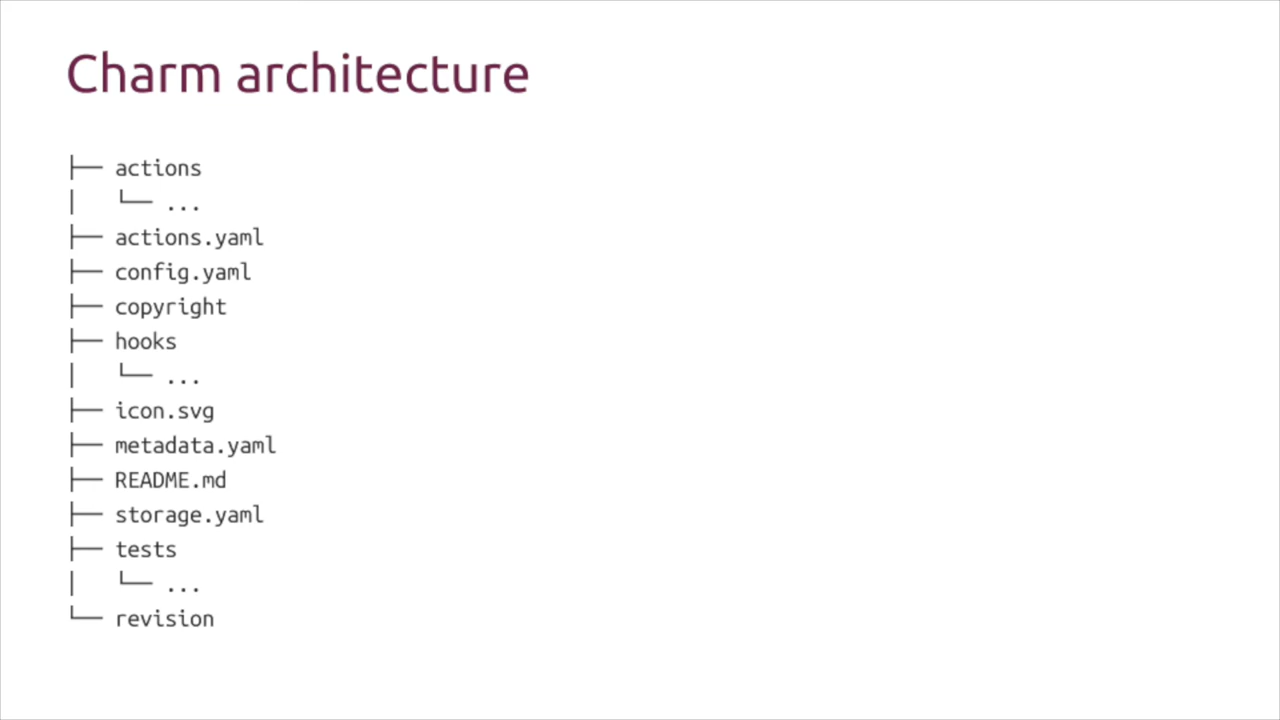 Charm architecture
├── actions
│   └── ...
├── actions.yaml
├── config.yaml
├── copyright
├── hooks
│   └── ...
├── icon.svg
├── metadata.yaml
├── README.md
├── storage.yaml
├── tests
│   └── ...
└── revision